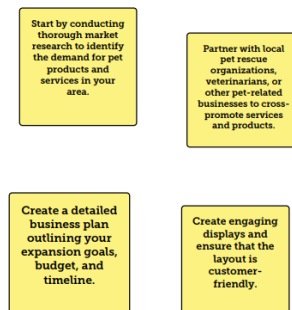 Start by conducting
thorough market
research to identify
the demand for pet
products and
services in your
area.
Partner with local
pet rescue
organizations,
veterinarians, or
other pet-related
businesses to cross-
promote services
and products.
Create a detailed
business plan
outlining your
expansion goals,
budget, and
timeline.
Create engaging
displays and
ensure that the
layout is
customer-
friendly.